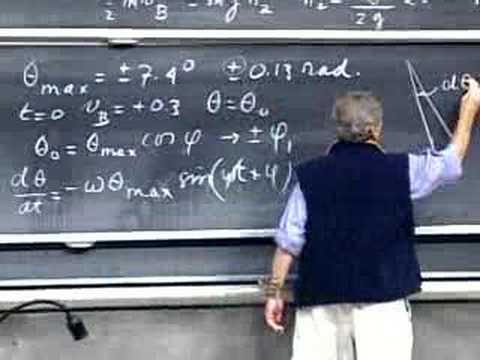 θmax = ± 7.4° ± 0.13 rad.
t=0 v_B = +0.3 θ = θ₀
θ₀ = θmax cos φ → ± φ₁
dθ/dt = -ω θmax sin(ωt + φ)
dθ